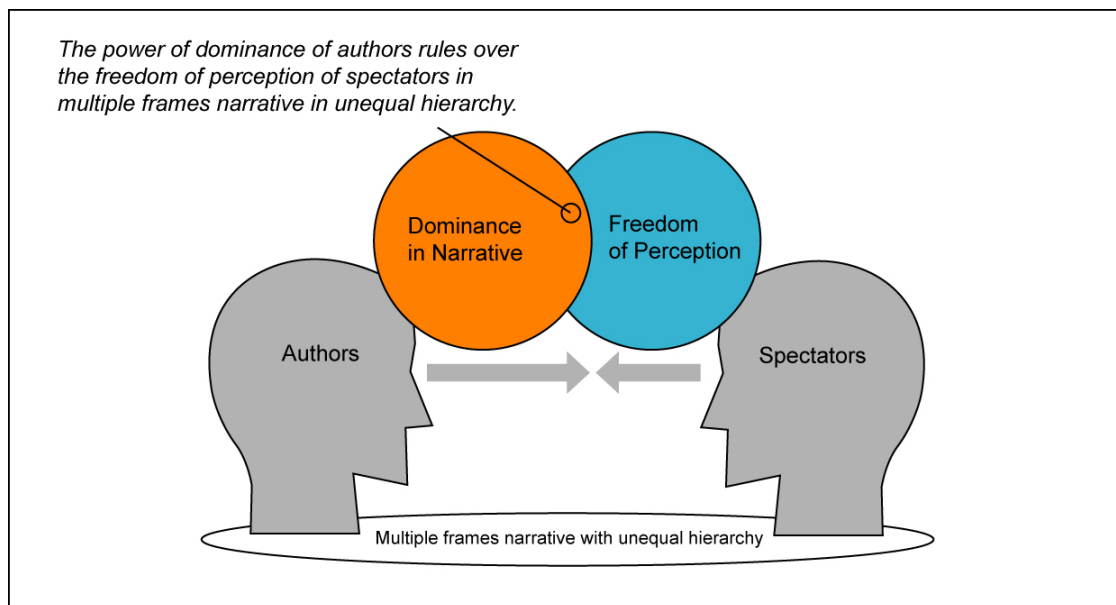 The power of dominance of authors rules over
the freedom of perception of spectators in
multiple frames narrative in unequal hierarchy.
Dominance
in Narrative
Freedom
of Perception
Authors
Spectators
Multiple frames narrative with unequal hierarchy